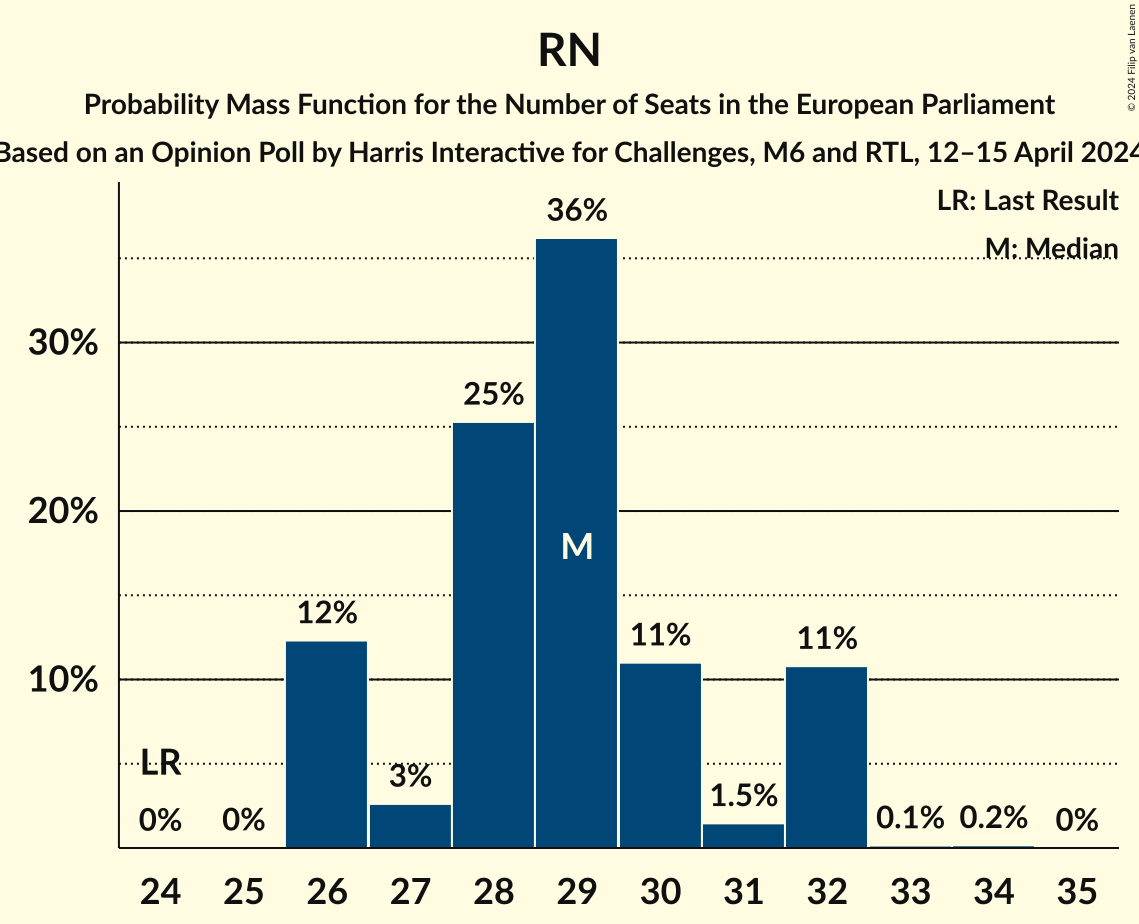 © 2024 Filip van Laenen
RN
Probability Mass Function for the Number of Seats in the European Parliament
Based on an Opinion Poll by Harris Interactive for Challenges, M6 and RTL, 12–15 April 2024
LR: Last Result
M: Median
36%
30%
25%
20%
M
12%
11%
11%
10%
LR
3%
1.5%
0%
0%
0.1%
0.2%
0%
24 25 26 27 28 29 30 31 32 33 34 35